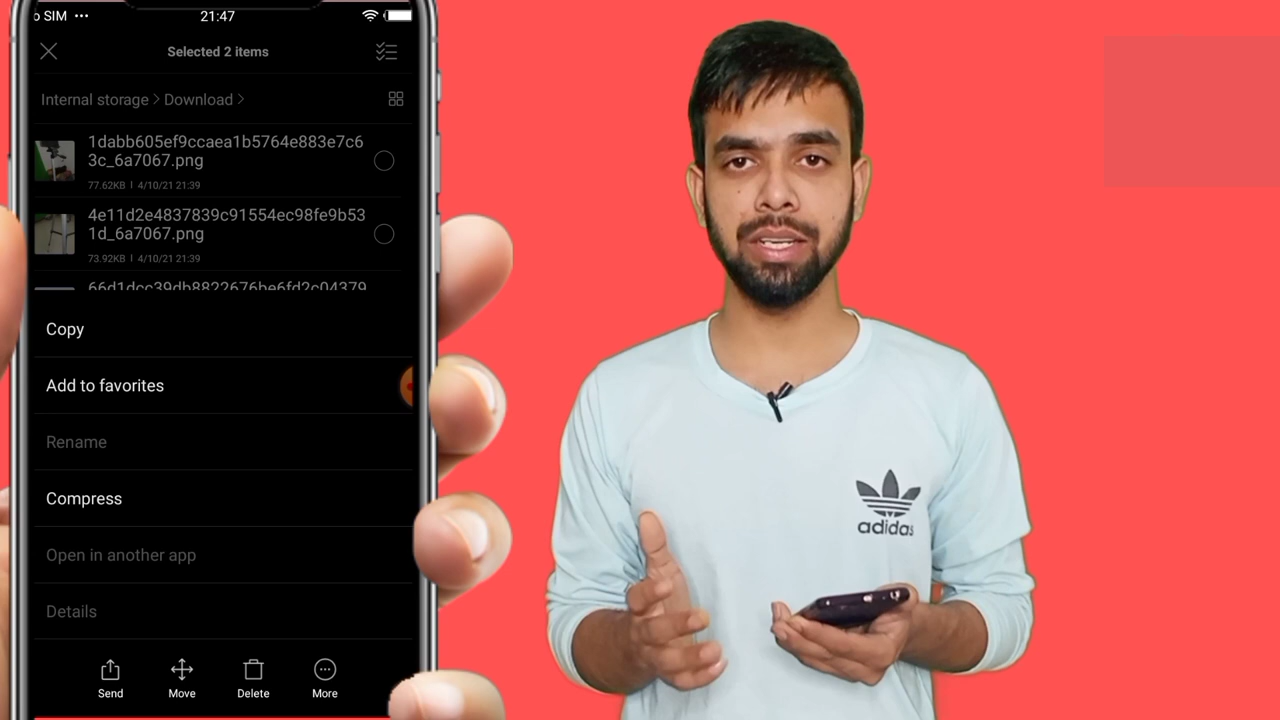 SIM
21:47
Selected 2 items
Internal storage > Download >
1dabb605ef9ccaea1b5764e883e7c6
3c_6a7067.png
77.62KB | 4/10/21 21:39
4e11d2e4837839c91554ec98fe9b53
1d_6a7067.png
73.92KB | 4/10/21 21:39
66d1dcc39db8822676be6fd2c04379
Copy
Add to favorites
Rename
Compress
Open in another app
Details
Send
Move
Delete
More
adidas